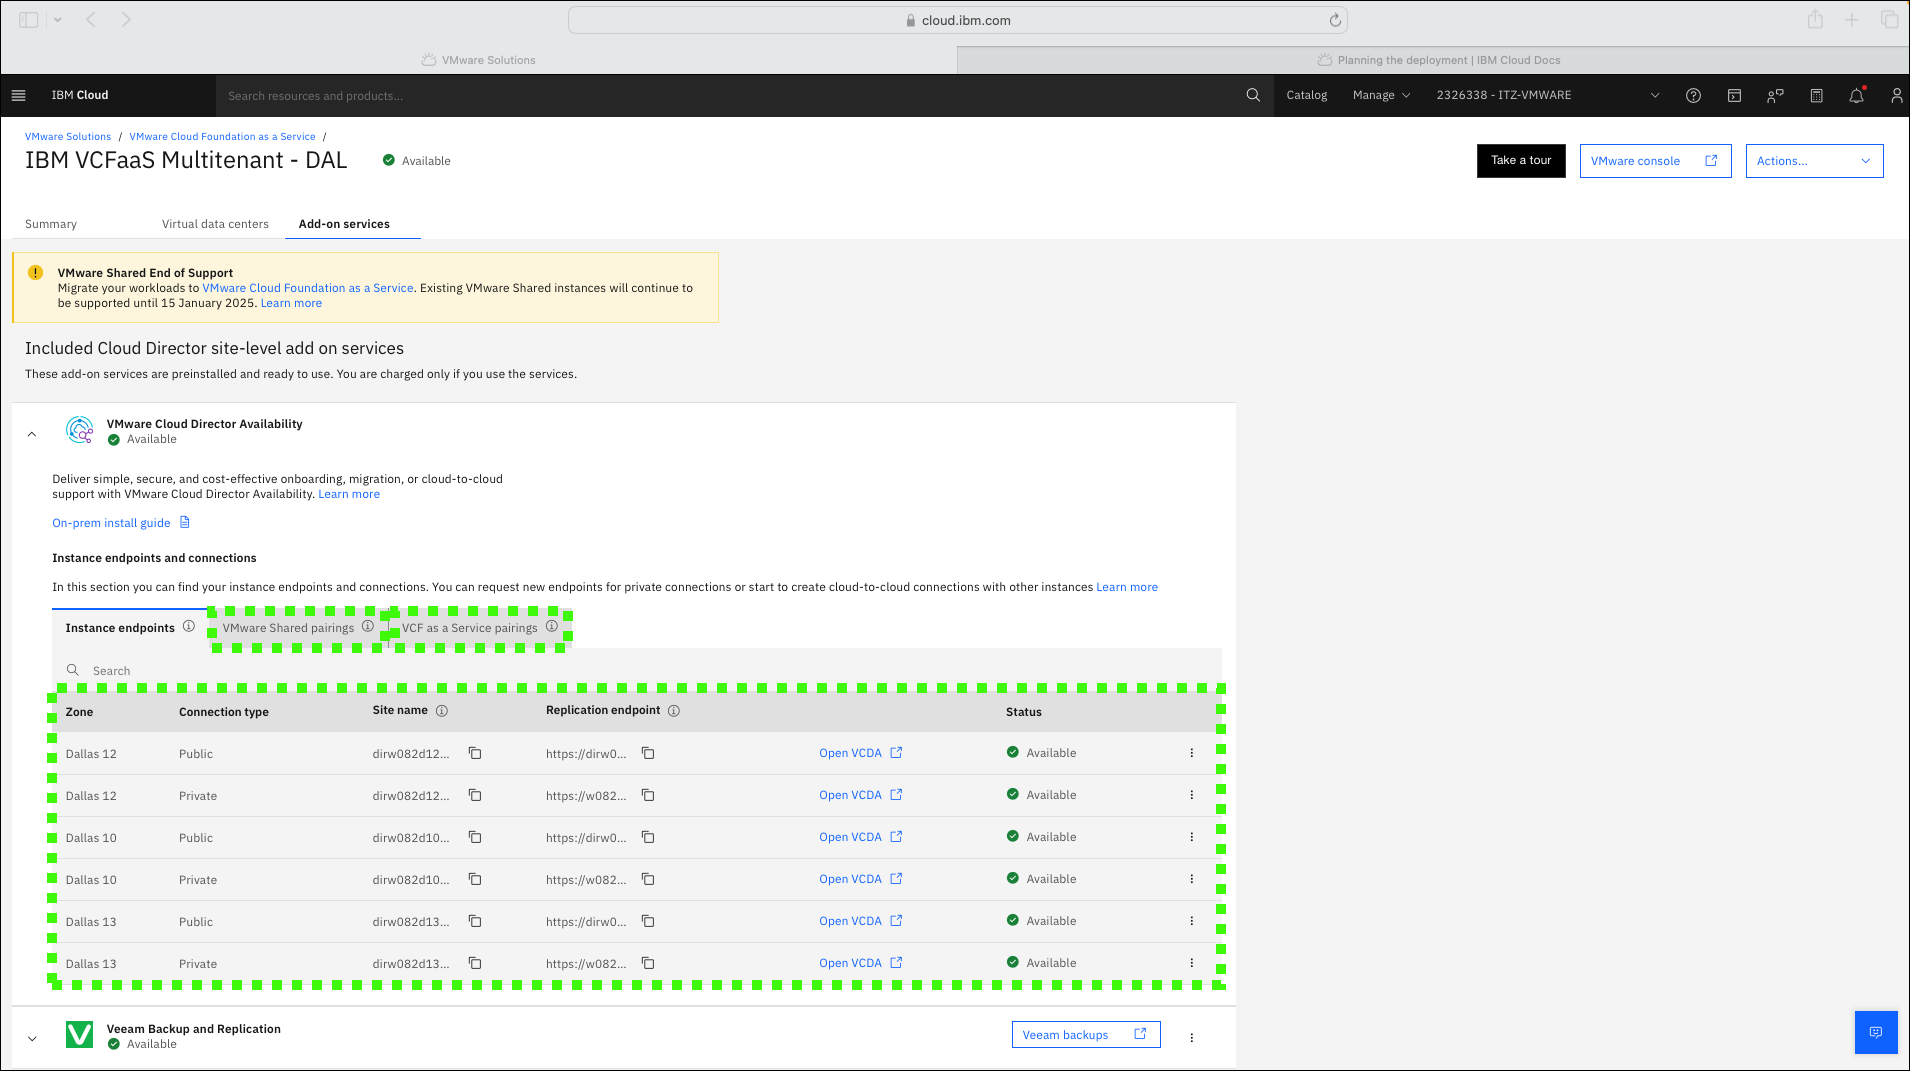 cloud.ibm.com
VMware Solutions
Planning the deployment | IBM Cloud Docs
IBM Cloud
Search resources and products...
Catalog
Manage
2326338 - ITZ-VMWARE
VMware Solutions / VMware Cloud Foundation as a Service /
IBM VCFaaS Multitenant - DAL
Available
Take a tour
VMware console
Actions...
Summary
Virtual data centers
Add-on services
VMware Shared End of Support
Migrate your workloads to VMware Cloud Foundation as a Service. Existing VMware Shared instances will continue to
be supported until 15 January 2025. Learn more
Included Cloud Director site-level add on services
These add-on services are preinstalled and ready to use. You are charged only if you use the services.
VMware Cloud Director Availability
Available
Deliver simple, secure, and cost-effective onboarding, migration, or cloud-to-cloud
support with VMware Cloud Director Availability. Learn more
On-prem install guide
Instance endpoints and connections
In this section you can find your instance endpoints and connections. You can request new endpoints for private connections or start to create cloud-to-cloud connections with other instances Learn more
Instance endpoints
VMware Shared pairings
VCF as a Service pairings
Search
Zone Connection type Site name Replication endpoint Status
Dallas 12 Public dirw082d12... https://dirw0... Open VCDA Available
Dallas 12 Private dirw082d12... https://w082... Open VCDA Available
Dallas 10 Public dirw082d10... https://dirw0... Open VCDA Available
Dallas 10 Private dirw082d10... https://w082... Open VCDA Available
Dallas 13 Public dirw082d13... https://dirw0... Open VCDA Available
Dallas 13 Private dirw082d13... https://w082... Open VCDA Available
Veeam Backup and Replication
Available
Veeam backups